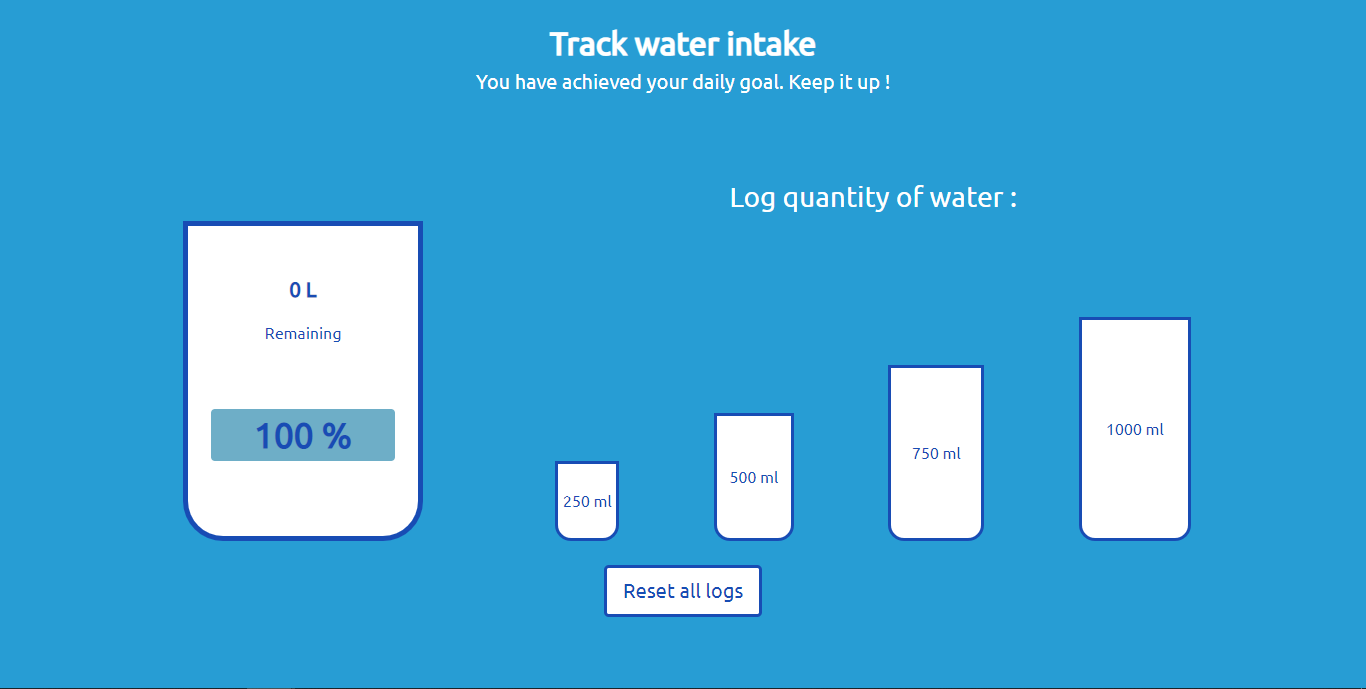 Track water intake
You have achieved your daily goal. Keep it up !
Log quantity of water :
0 L
Remaining
100 %
250 ml
500 ml
750 ml
1000 ml
Reset all logs